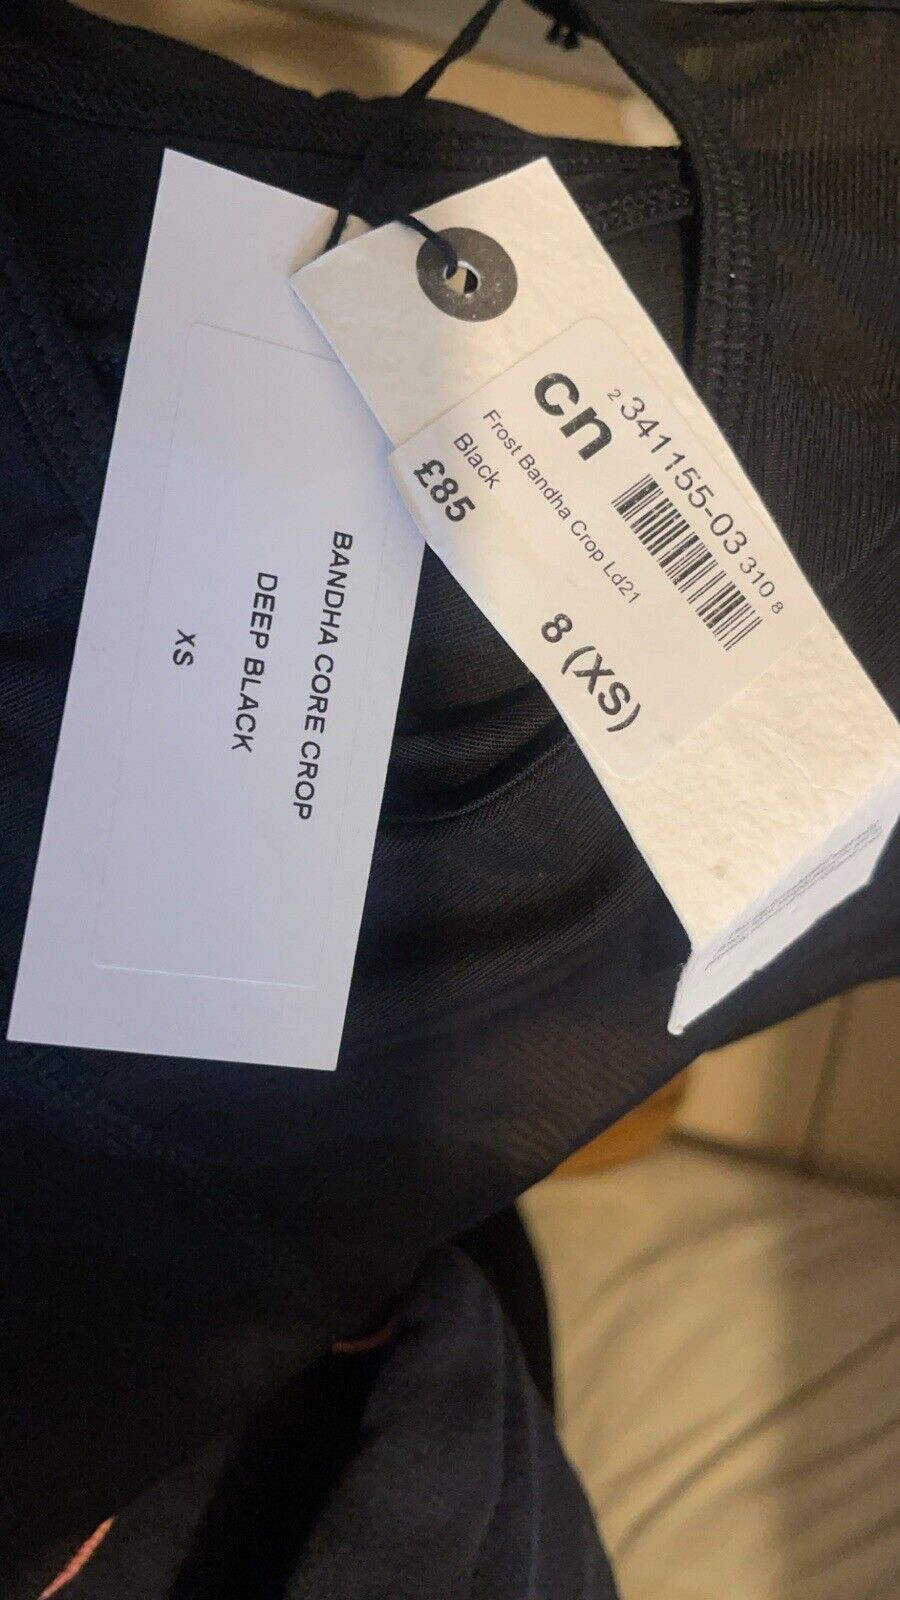 BANDHA CORE CROP
DEEP BLACK
XS
cn
2 341155-03 310 8
Frost Bandha Crop Ld21
Black
£85
8 (XS)